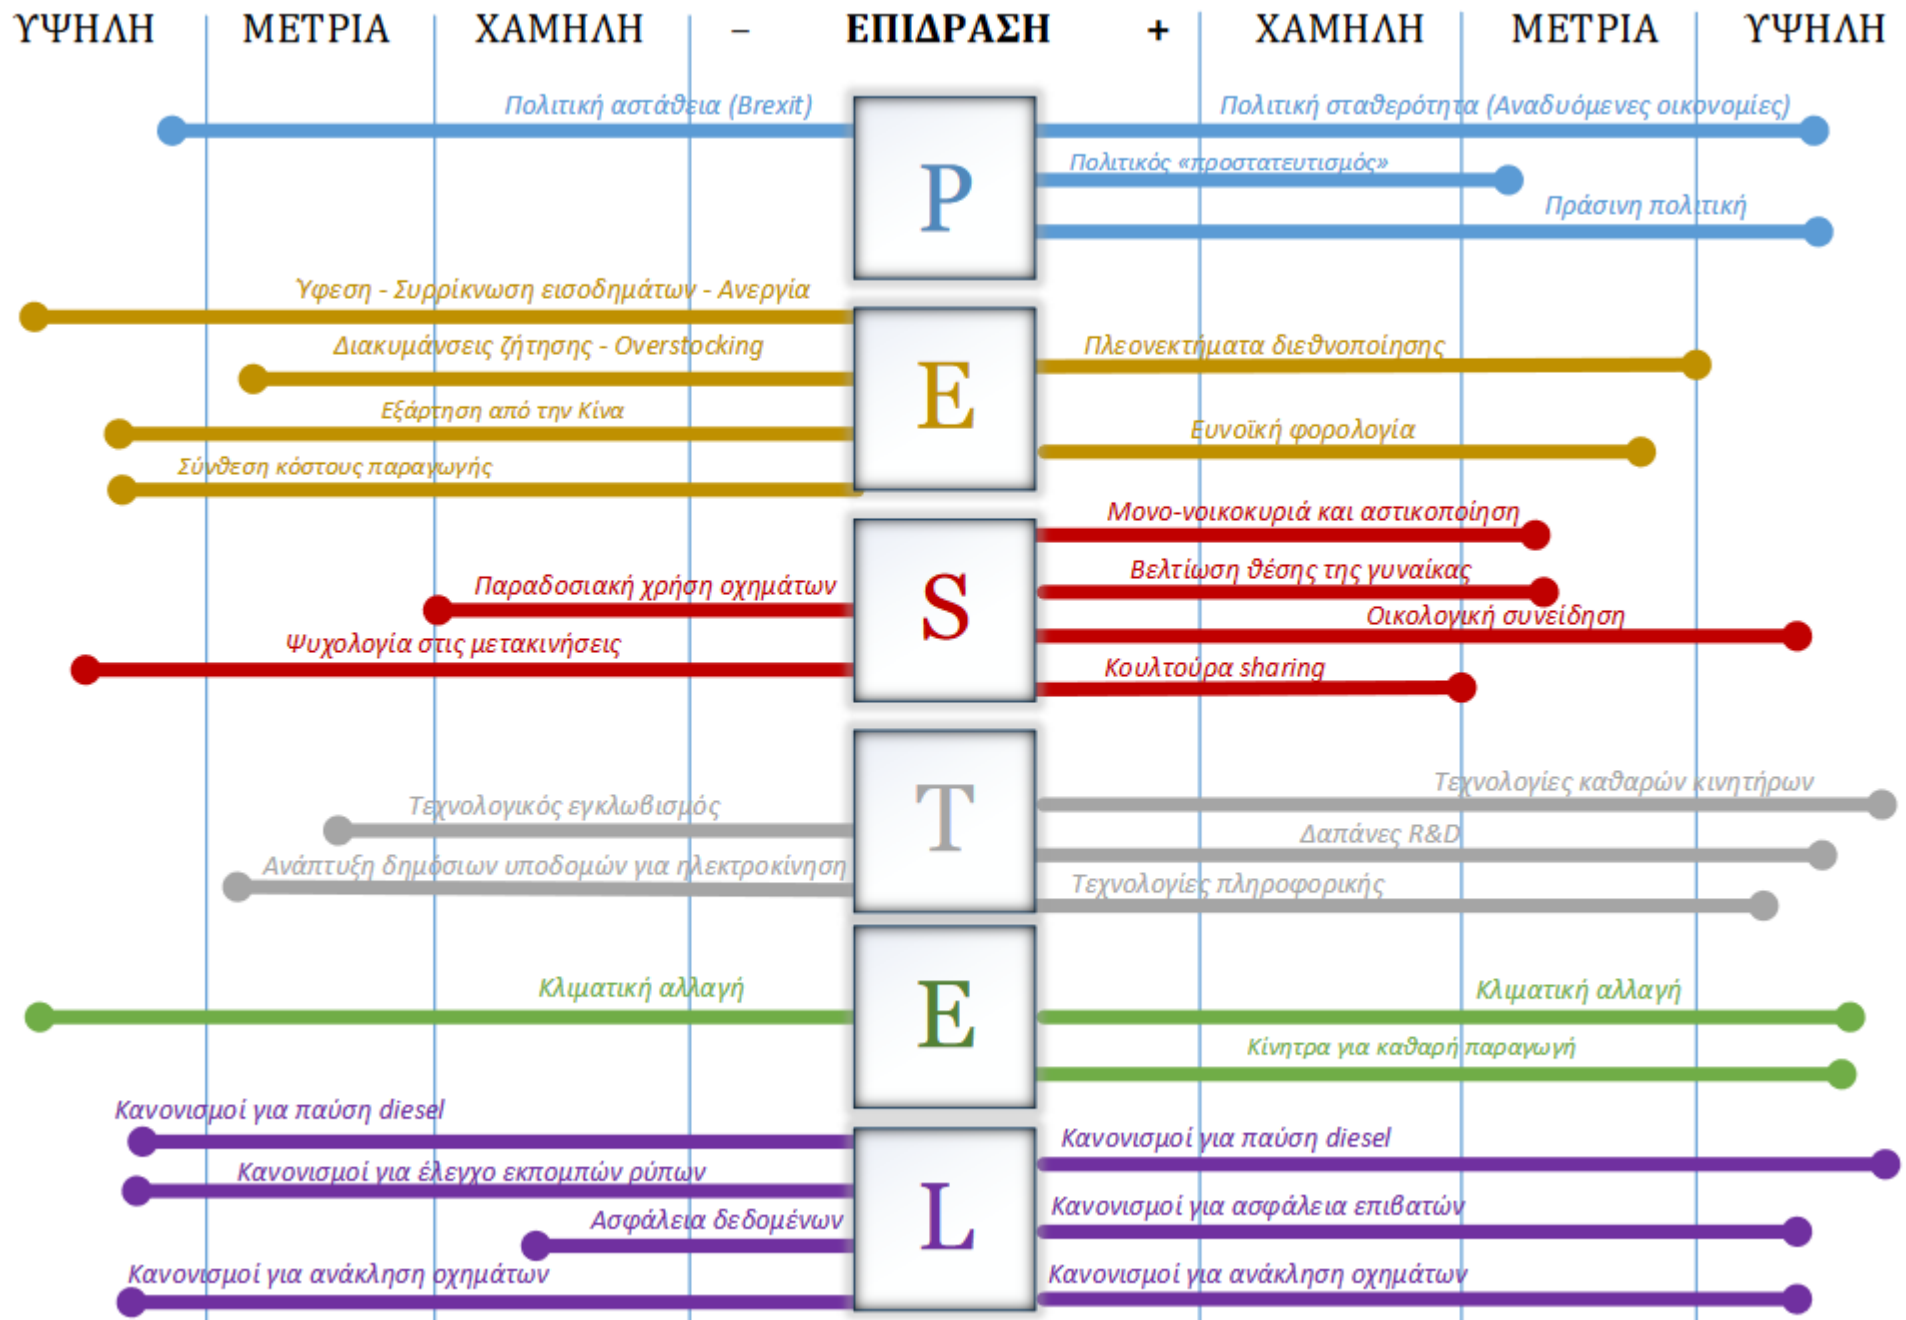 ΥΨΗΛΗ ΜΕΤΡΙΑ ΧΑΜΗΛΗ – ΕΠΙΔΡΑΣΗ + ΧΑΜΗΛΗ ΜΕΤΡΙΑ ΥΨΗΛΗ
P
Πολιτική αστάθεια (Brexit)
Πολιτική σταθερότητα (Αναδυόμενες οικονομίες)
Πολιτικός «προστατευτισμός»
Πράσινη πολιτική
E
Ύφεση - Συρρίκνωση εισοδημάτων - Ανεργία
Διακυμάνσεις ζήτησης - Overstocking
Εξάρτηση από την Κίνα
Σύνθεση κόστους παραγωγής
Πλεονεκτήματα διεθνοποίησης
Ευνοϊκή φορολογία
S
Παραδοσιακή χρήση οχημάτων
Ψυχολογία στις μετακινήσεις
Μονο-νοικοκυριά και αστικοποίηση
Βελτίωση θέσης της γυναίκας
Οικολογική συνείδηση
Κουλτούρα sharing
T
Τεχνολογικός εγκλωβισμός
Ανάπτυξη δημόσιων υποδομών για ηλεκτροκίνηση
Τεχνολογίες καθαρών κινητήρων
Δαπάνες R&D
Τεχνολογίες πληροφορικής
E
Κλιματική αλλαγή
Κλιματική αλλαγή
Κίνητρα για καθαρή παραγωγή
L
Κανονισμοί για παύση diesel
Κανονισμοί για έλεγχο εκπομπών ρύπων
Ασφάλεια δεδομένων
Κανονισμοί για ανάκληση οχημάτων
Κανονισμοί για παύση diesel
Κανονισμοί για ασφάλεια επιβατών
Κανονισμοί για ανάκληση οχημάτων